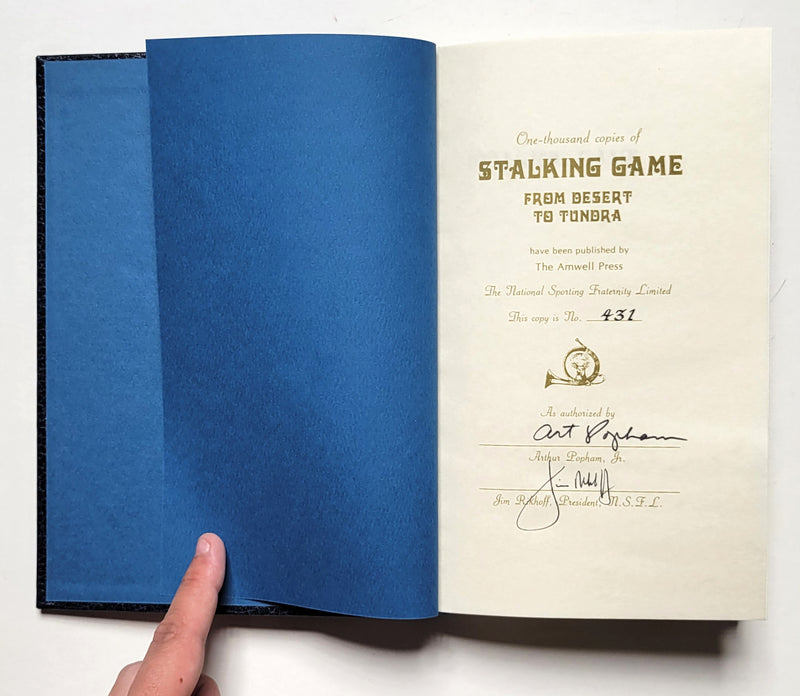 One-thousand copies of
STALKING GAME
FROM DESERT
TO TUNDRA
have been published by
The Amwell Press
The National Sporting Fraternity Limited
This copy is No. 431
As authorized by
Art Popham
Arthur Popham, Jr.
Jim Rikhoff
Jim Rikhoff, President, N.S.F.L.